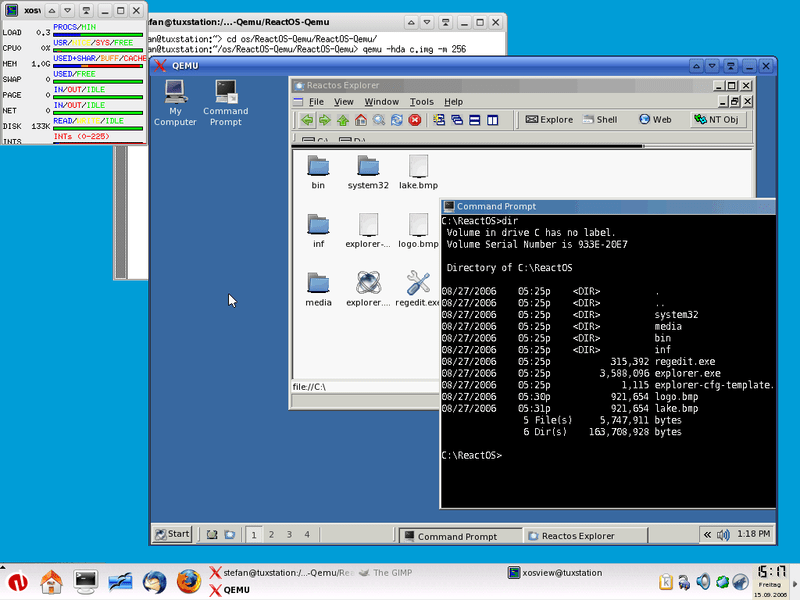 xosv
LOAD 0.3 PROCS/MIN
CPU0 0% USR/NICE/SYS/FREE
MEM 1.0G USED+SHAR/BUFF/CACHE
SWAP 0 USED/FREE
PAGE 0 IN/OUT/IDLE
NET 0 IN/OUT/IDLE
DISK 133K READ/WRITE/IDLE
INTS INTs (0-225)
fan@tuxstation:/...-Qemu/ReactOS-Qemu
an@tuxstation:~> cd os/ReactOS-Qemu/ReactOS-Qemu/
an@tuxstation:~/os/ReactOS-Qemu/ReactOS-Qemu> qemu -hda c.img -m 256
QEMU
My Computer
Command Prompt
Reactos Explorer
File View Window Tools Help
Explore Shell Web NT Obj
C:\ D:\
bin system32 lake.bmp
inf explorer-... logo.bmp
media explorer.... regedit.exe
file://C:\
Command Prompt
C:\ReactOS>dir
Volume in drive C has no label.
Volume Serial Number is 933E-20E7
Directory of C:\ReactOS
08/27/2006 05:25p <DIR> .
08/27/2006 05:25p <DIR> ..
08/27/2006 05:25p <DIR> system32
08/27/2006 05:25p <DIR> media
08/27/2006 05:25p <DIR> bin
08/27/2006 05:25p <DIR> inf
08/27/2006 05:25p 315,392 regedit.exe
08/27/2006 05:25p 3,588,096 explorer.exe
08/27/2006 05:25p 1,115 explorer-cfg-template.
08/27/2006 05:30p 921,654 logo.bmp
08/27/2006 05:31p 921,654 lake.bmp
5 File(s) 5,747,911 bytes
6 Dir(s) 163,708,928 bytes
C:\ReactOS>
Start 1 2 3 4 Command Prompt Reactos Explorer « 1:18 PM
stefan@tuxstation:/...-Qemu/Rea The GIMP xosview@tuxstation
QEMU
15:17
Freitag
15.09.2006